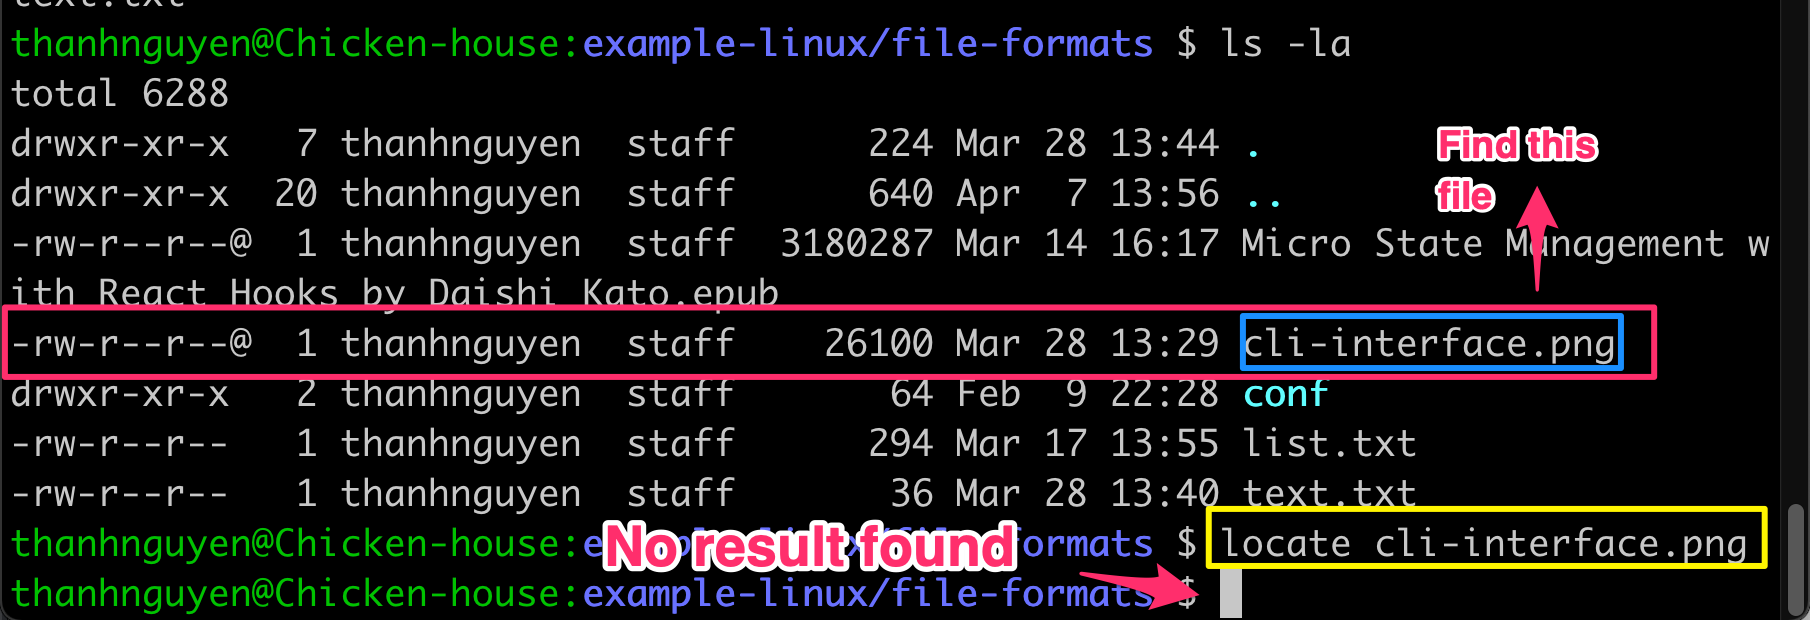 text.txt
thanhnguyen@Chicken-house:example-linux/file-formats $ ls -la
total 6288
drwxr-xr-x   7 thanhnguyen  staff      224 Mar 28 13:44 .
drwxr-xr-x  20 thanhnguyen  staff      640 Apr  7 13:56 ..
-rw-r--r--@  1 thanhnguyen  staff  3180287 Mar 14 16:17 Micro State Management w
ith React Hooks by Daishi Kato.epub
-rw-r--r--@  1 thanhnguyen  staff    26100 Mar 28 13:29 cli-interface.png
drwxr-xr-x   2 thanhnguyen  staff       64 Feb  9 22:28 conf
-rw-r--r--   1 thanhnguyen  staff      294 Mar 17 13:55 list.txt
-rw-r--r--   1 thanhnguyen  staff       36 Mar 28 13:40 text.txt
thanhnguyen@Chicken-house:example-linux/file-formats $ locate cli-interface.png
thanhnguyen@Chicken-house:example-linux/file-formats $
Find this
file
No result found